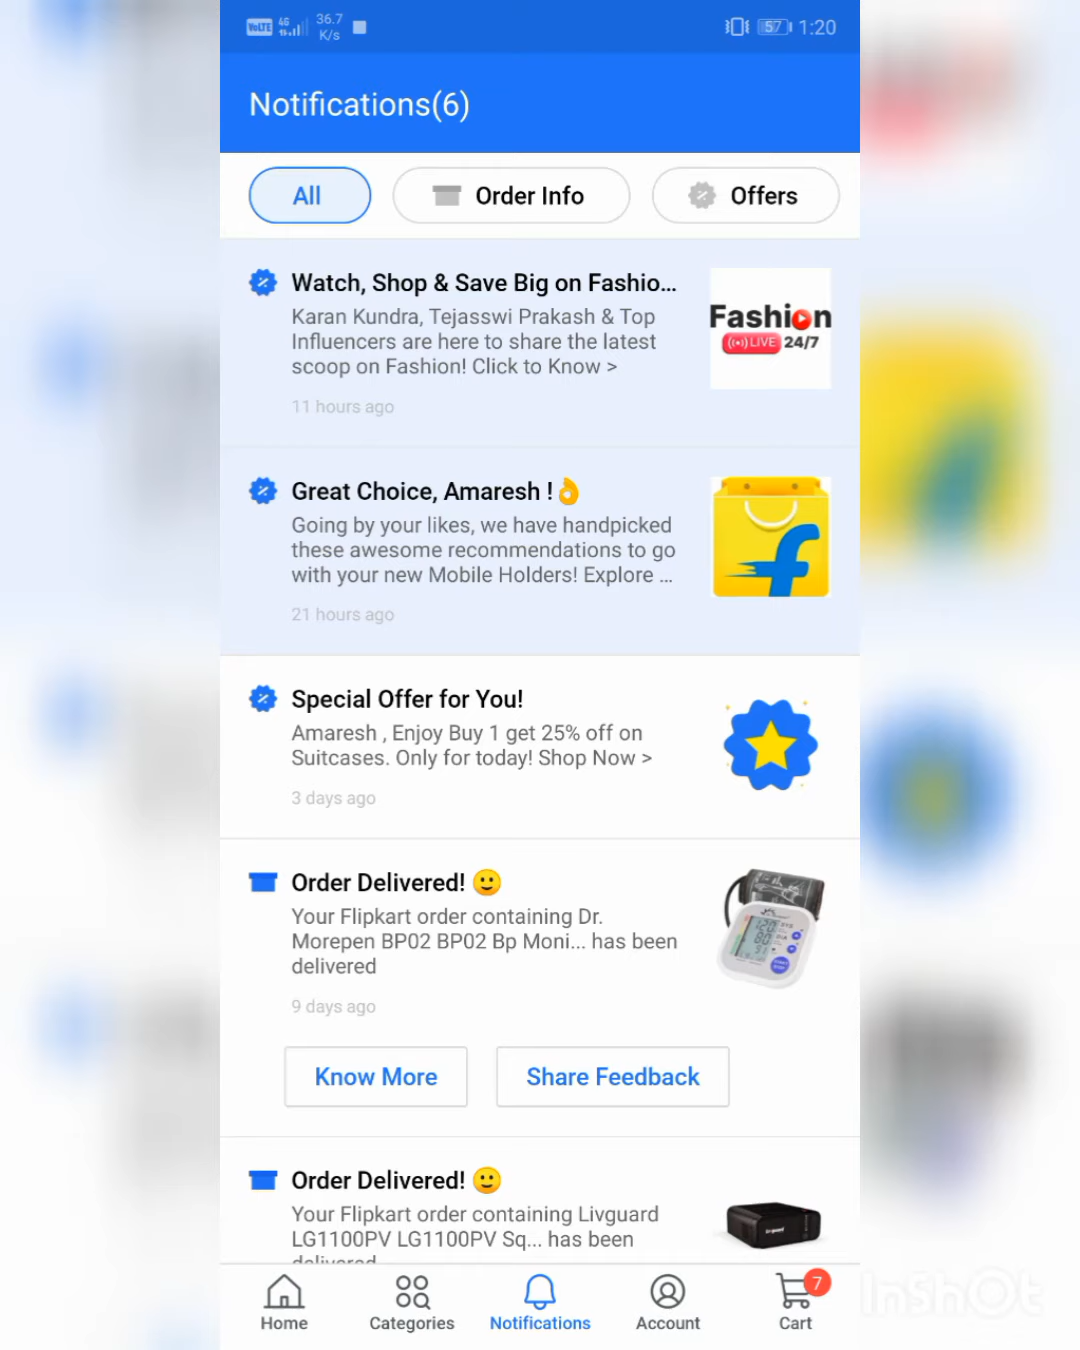 VoLTE 4G 36.7 K/s 57 1:20
Notifications(6)
All Order Info Offers
Watch, Shop & Save Big on Fashio...
Karan Kundra, Tejasswi Prakash & Top
Influencers are here to share the latest
scoop on Fashion! Click to Know >
11 hours ago
Fashion
LIVE 24/7
Great Choice, Amaresh !👌
Going by your likes, we have handpicked
these awesome recommendations to go
with your new Mobile Holders! Explore ...
21 hours ago
f
Special Offer for You!
Amaresh , Enjoy Buy 1 get 25% off on
Suitcases. Only for today! Shop Now >
3 days ago
Order Delivered! 🙂
Your Flipkart order containing Dr.
Morepen BP02 BP02 Bp Moni... has been
delivered
9 days ago
Know More Share Feedback
Order Delivered! 🙂
Your Flipkart order containing Livguard
LG1100PV LG1100PV Sq... has been
delivered
7
Home Categories Notifications Account Cart
InShOt